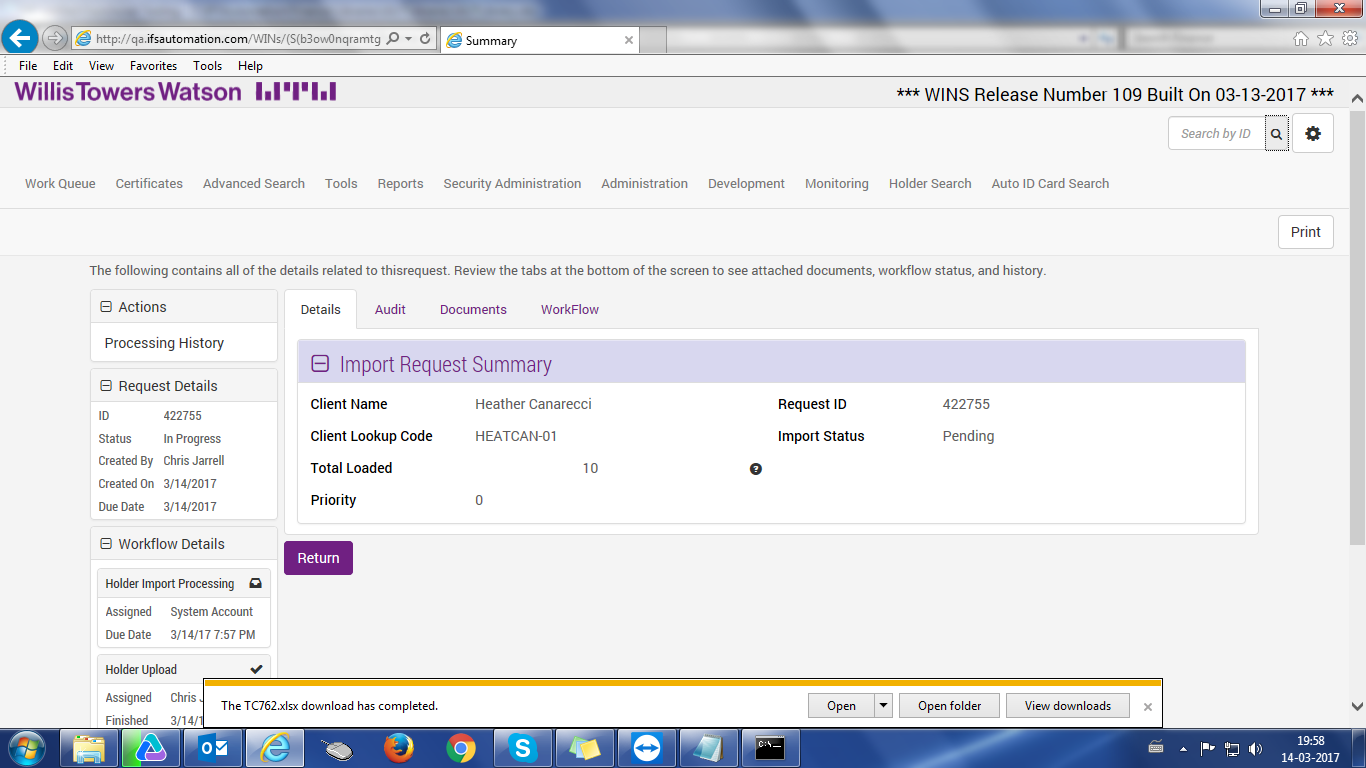 http://qa.ifsautomation.com/WINs/(S(b3ow0nqramtg
Summary
File Edit View Favorites Tools Help
Willis Towers Watson
*** WINS Release Number 109 Built On 03-13-2017 ***
Search by ID
Work Queue Certificates Advanced Search Tools Reports Security Administration Administration Development Monitoring Holder Search Auto ID Card Search
Print
The following contains all of the details related to thisrequest. Review the tabs at the bottom of the screen to see attached documents, workflow status, and history.
Actions
Processing History
Request Details
ID 422755
Status In Progress
Created By Chris Jarrell
Created On 3/14/2017
Due Date 3/14/2017
Workflow Details
Holder Import Processing
Assigned System Account
Due Date 3/14/17 7:57 PM
Holder Upload
Assigned Chris J
Finished 3/14/1
Details Audit Documents WorkFlow
Import Request Summary
Client Name Heather Canarecci Request ID 422755
Client Lookup Code HEATCAN-01 Import Status Pending
Total Loaded 10
Priority 0
Return
The TC762.xlsx download has completed. Open Open folder View downloads
19:58
14-03-2017